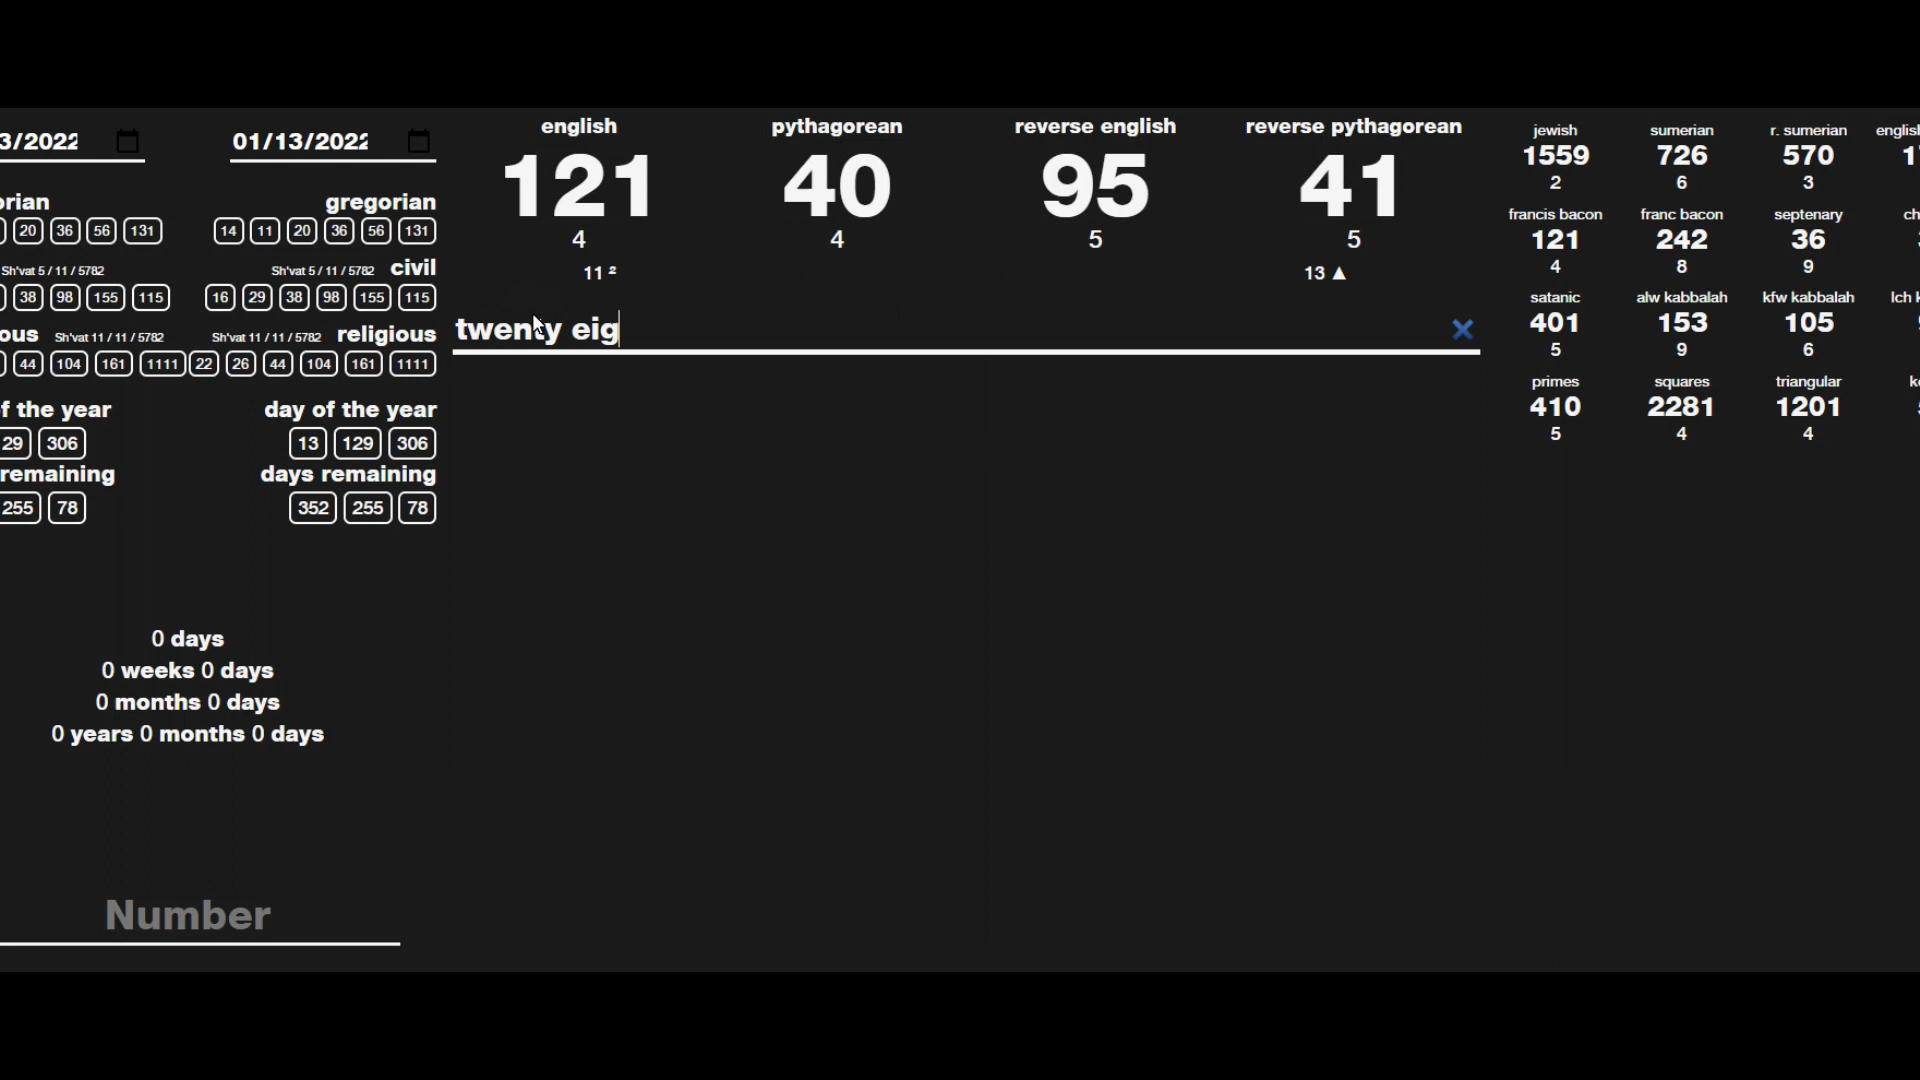 3/2022
01/13/2022
orian
20 36 56 131
gregorian
14 11 20 36 56 131
Sh'vat 5 / 11 / 5782
38 98 155 115
Sh'vat 5 / 11 / 5782 civil
16 29 38 98 155 115
ous Sh'vat 11 / 11 / 5782
44 104 161 1111
Sh'vat 11 / 11 / 5782 religious
22 26 44 104 161 1111
f the year
29 306
day of the year
13 129 306
remaining
255 78
days remaining
352 255 78
0 days
0 weeks 0 days
0 months 0 days
0 years 0 months 0 days
Number
english
121
4
11 ²
pythagorean
40
4
reverse english
95
5
reverse pythagorean
41
5
13 ▲
twenty eig
jewish sumerian r. sumerian english
1559 726 570
2 6 3
francis bacon franc bacon septenary ch
121 242 36
4 8 9
satanic alw kabbalah kfw kabbalah lch
401 153 105
5 9 6
primes squares triangular
410 2281 1201
5 4 4